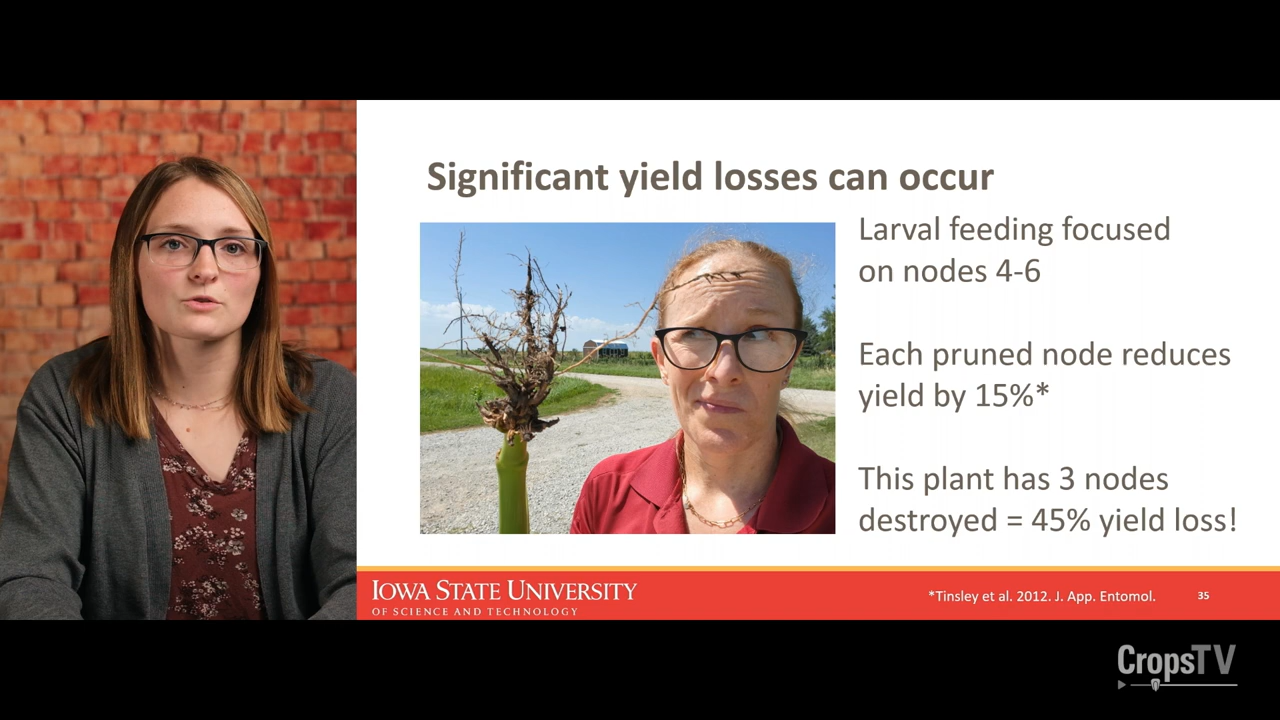 Significant yield losses can occur
Larval feeding focused
on nodes 4-6
Each pruned node reduces
yield by 15%*
This plant has 3 nodes
destroyed = 45% yield loss!
IOWA STATE UNIVERSITY
OF SCIENCE AND TECHNOLOGY
*Tinsley et al. 2012. J. App. Entomol.
35
CropsTV